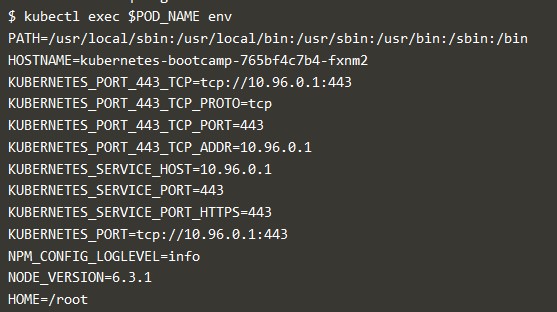 $ kubectl exec $POD_NAME env
PATH=/usr/local/sbin:/usr/local/bin:/usr/sbin:/usr/bin:/sbin:/bin
HOSTNAME=kubernetes-bootcamp-765bf4c7b4-fxnm2
KUBERNETES_PORT_443_TCP=tcp://10.96.0.1:443
KUBERNETES_PORT_443_TCP_PROTO=tcp
KUBERNETES_PORT_443_TCP_PORT=443
KUBERNETES_PORT_443_TCP_ADDR=10.96.0.1
KUBERNETES_SERVICE_HOST=10.96.0.1
KUBERNETES_SERVICE_PORT=443
KUBERNETES_SERVICE_PORT_HTTPS=443
KUBERNETES_PORT=tcp://10.96.0.1:443
NPM_CONFIG_LOGLEVEL=info
NODE_VERSION=6.3.1
HOME=/root